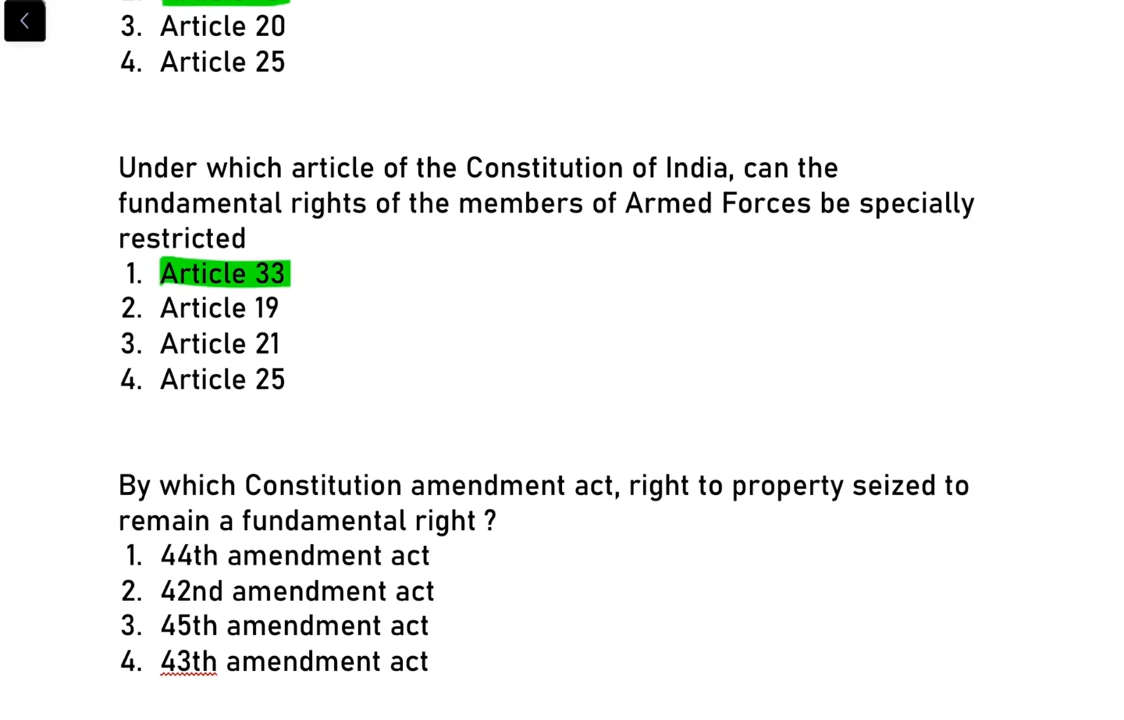 3. Article 20
4. Article 25
Under which article of the Constitution of India, can the
fundamental rights of the members of Armed Forces be specially
restricted
1. Article 33
2. Article 19
3. Article 21
4. Article 25
By which Constitution amendment act, right to property seized to
remain a fundamental right ?
1. 44th amendment act
2. 42nd amendment act
3. 45th amendment act
4. 43th amendment act